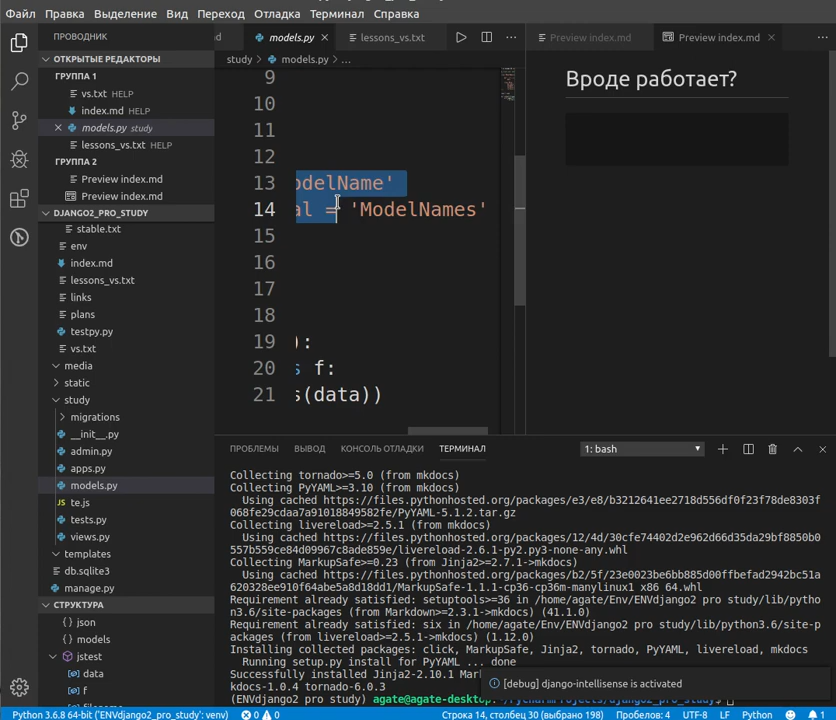 Файл Правка Выделение Вид Переход Отладка Терминал Справка
ПРОВОДНИК
ОТКРЫТЫЕ РЕДАКТОРЫ
ГРУППА 1
vs.txt HELP
index.md HELP
models.py study
lessons_vs.txt HELP
ГРУППА 2
Preview index.md
Preview index.md
DJANGO2_PRO_STUDY
stable.txt
env
index.md
lessons_vs.txt
links
plans
testpy.py
vs.txt
media
static
study
migrations
__init__.py
admin.py
apps.py
models.py
te.js
tests.py
views.py
templates
db.sqlite3
manage.py
СТРУКТУРА
json
models
jstest
data
f
d models.py lessons_vs.txt
study › models.py › ...
9
10
11
12
13 odelName'
14 al = 'ModelNames'
15
16
17
18
19 ):
20 s f:
21 s(data))
Preview index.md Preview index.md
Вроде работает?
ПРОБЛЕМЫ ВЫВОД КОНСОЛЬ ОТЛАДКИ ТЕРМИНАЛ 1: bash
Collecting tornado>=5.0 (from mkdocs)
Collecting PyYAML>=3.10 (from mkdocs)
Using cached https://files.pythonhosted.org/packages/e3/e8/b3212641ee2718d556df0f23f78de8303f
068fe29cdaa7a91018849582fe/PyYAML-5.1.2.tar.gz
Collecting livereload>=2.5.1 (from mkdocs)
Using cached https://files.pythonhosted.org/packages/12/4d/30cfe74402d2e962d66d35da29bf8850b0
557b559ce84d09967c8ade859e/livereload-2.6.1-py2.py3-none-any.whl
Collecting MarkupSafe>=0.23 (from Jinja2>=2.7.1->mkdocs)
Using cached https://files.pythonhosted.org/packages/b2/5f/23e0023be6bb885d00ffbefad2942bc51a
620328ee910f64abe5a8d18dd1/MarkupSafe-1.1.1-cp36-cp36m-manylinux1 x86 64.whl
Requirement already satisfied: setuptools>=36 in /home/agate/Env/ENVdjango2 pro study/lib/pytho
n3.6/site-packages (from Markdown>=2.3.1->mkdocs) (41.1.0)
Requirement already satisfied: six in /home/agate/Env/ENVdjango2 pro study/lib/python3.6/site-p
ackages (from livereload>=2.5.1->mkdocs) (1.12.0)
Installing collected packages: click, MarkupSafe, Jinja2, tornado, PyYAML, livereload, mkdocs
Running setup.py install for PyYAML ... done
Successfully installed Jinja2-2.10.1 Mark
kdocs-1.0.4 tornado-6.0.3
(ENVdjango2 pro study) agate@agate-desktop
[debug] django-intellisense is activated
Python 3.6.8 64-bit ('ENVdjango2_pro_study': venv) 0 0 Строка 14, столбец 30 (выбрано 198) Пробелов: 4 UTF-8 LF Python 1